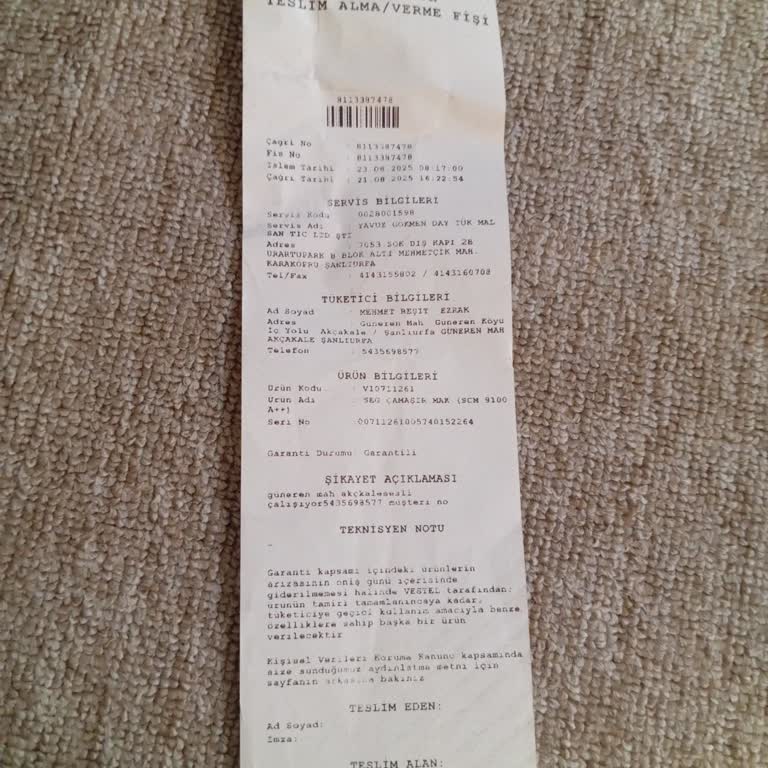 TESLİM ALMA/VERME FİŞİ
8113387478
Çağrı No : 8113387478
Fiş No : 8113387478
İşlem Tarihi : 23.08.2025 08:17:00
Çağrı Tarihi : 21.08.2025 16:22:54
SERVİS BİLGİLERİ
Servis Kodu : 0028001598
Servis Adı : YAVUZ GÖKMEN DAY TÜK MAL
SAN TİC LTD ŞTİ
Adres : 7053 SOK DIŞ KAPI 2B
URARTUPARK B BLOK ALTI MEHMETÇİK MAH.
KARAKÖPRÜ ŞANLIURFA
Tel/Fax : 4143155802 / 4143160708
TÜKETİCİ BİLGİLERİ
Ad Soyad : MEHMET REŞİT EZRAK
Adres : Güneren Mah Güneren Köyü
İç Yolu Akçakale / Şanlıurfa GÜNEREN MAH
AKÇAKALE ŞANLIURFA
Telefon : 5435698577
ÜRÜN BİLGİLERİ
Ürün Kodu : V10711261
Ürün Adı : SEG ÇAMAŞIR MAK (SCM 9100
A++)
Seri No : 00711261005740152264
Garanti Durumu: Garantili
ŞİKAYET AÇIKLAMASI
güneren mah akçkalesesli
çalışıyor5435698577 müşteri no
TEKNİSYEN NOTU
-
Garanti kapsamı içindeki ürünlerin
arızasının oniş günü içerisinde
giderilmemesi halinde VESTEL tarafından;
ürünün tamiri tamamlanıncaya kadar,
tüketiciye geçici kullanım amacıyla benze
özelliklere sahip başka bir ürün
verilecektir
Kişisel Verileri Koruma Kanunu kapsamında
size sunduğumuz aydınlatma metni için
sayfanın arkasına bakınız
TESLİM EDEN:
Ad Soyad:
İmza:
TESLİM ALAN: